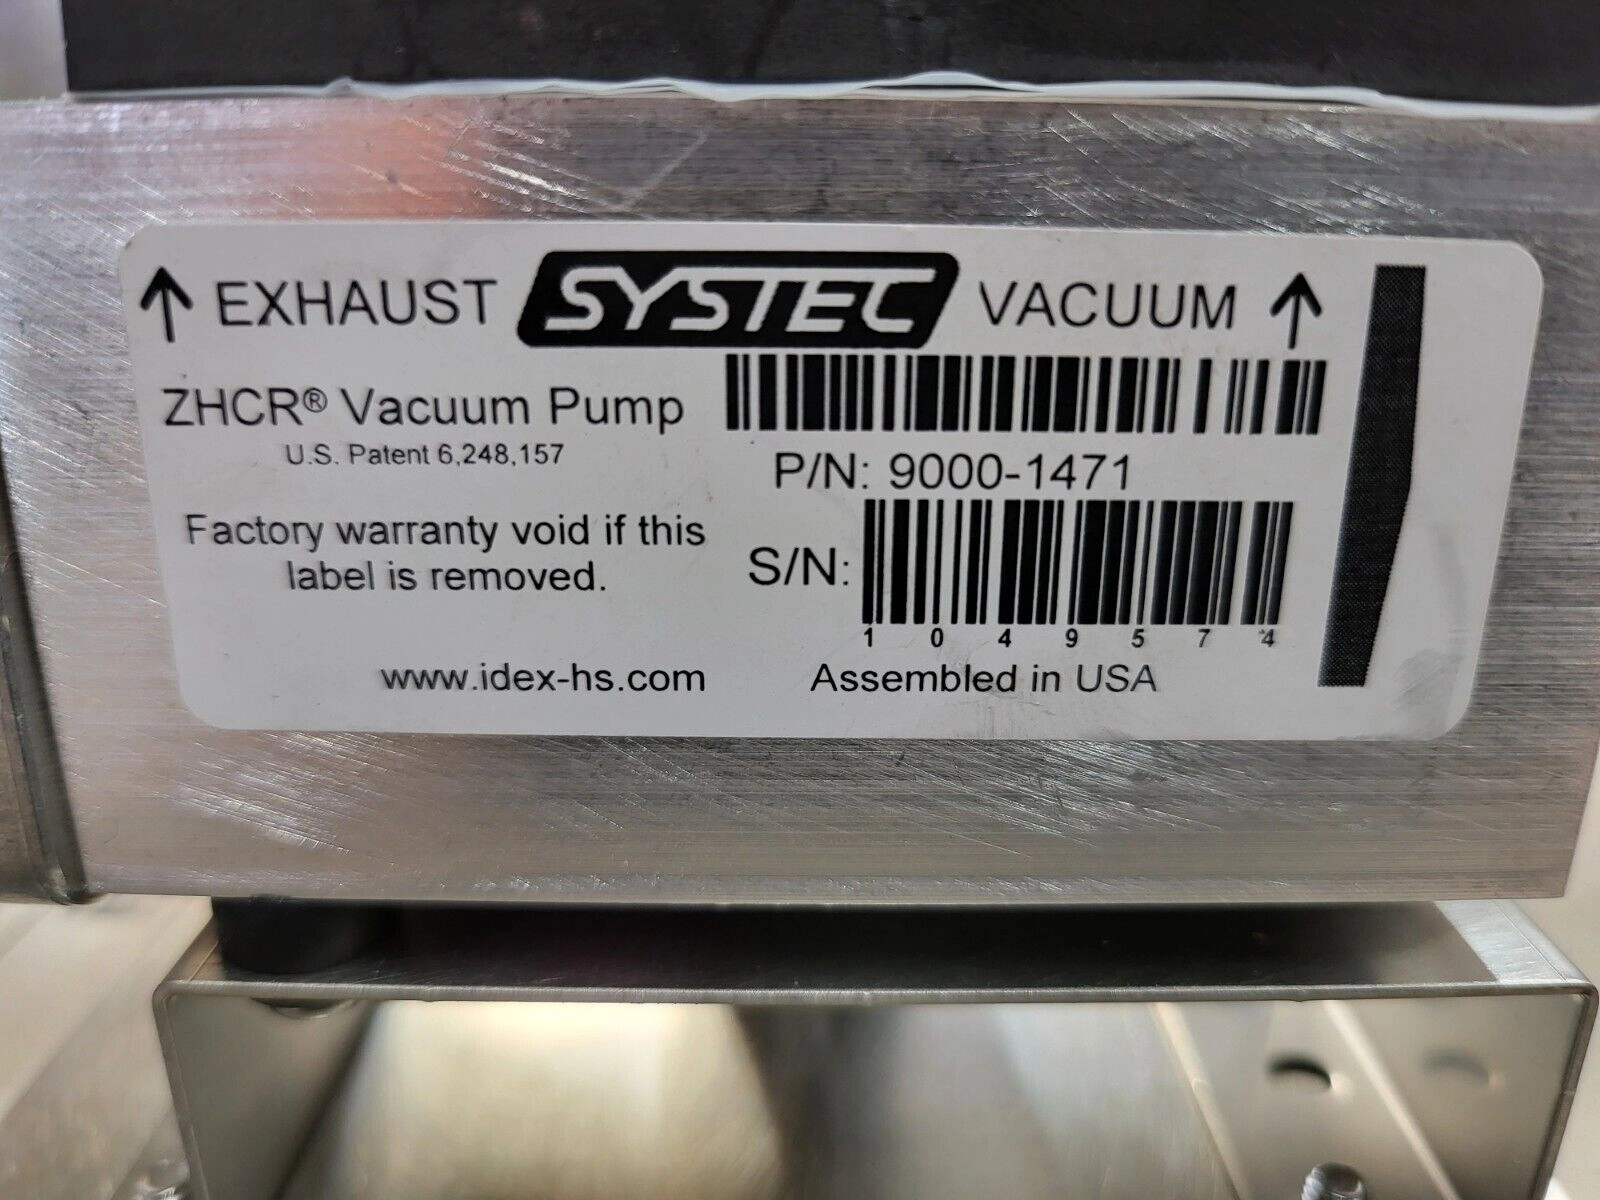 ↑ EXHAUST SYSTEC VACUUM ↑
ZHCR® Vacuum Pump
U.S. Patent 6,248,157
P/N: 9000-1471
Factory warranty void if this
label is removed.
S/N:
1 0 4 9 5 7 4
www.idex-hs.com
Assembled in USA